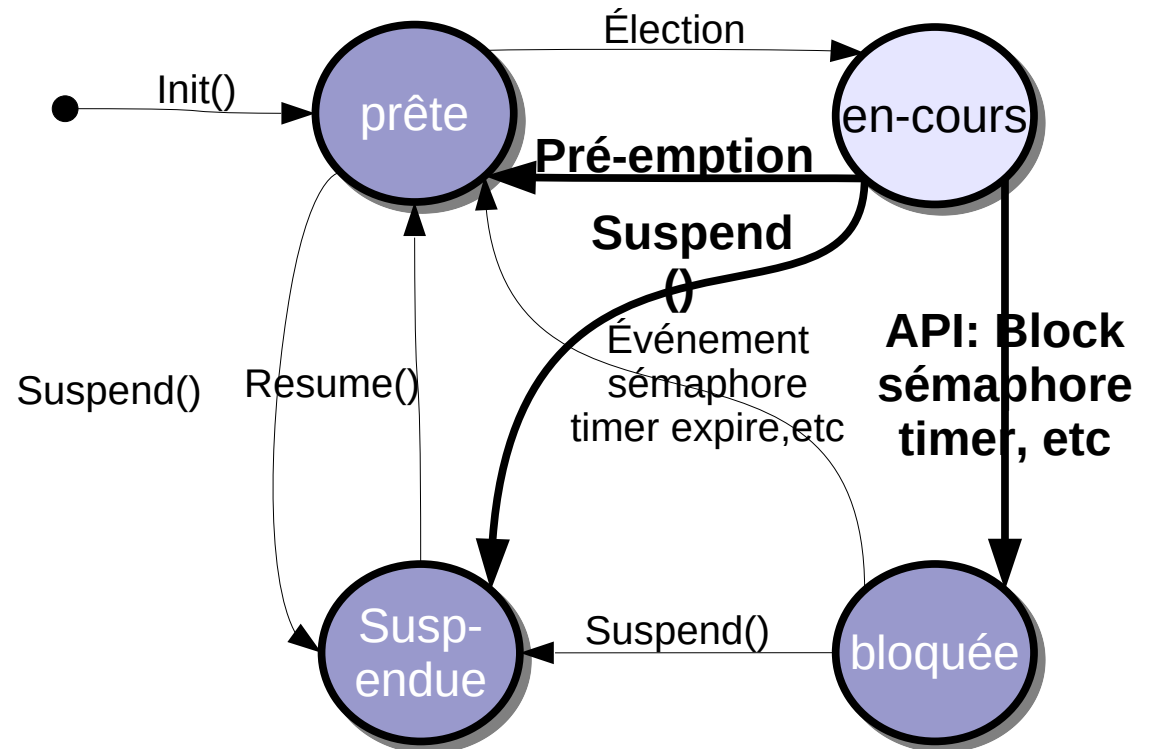 Élection
Init()
prête
en-cours
Pré-emption
Suspend
()
Événement
sémaphore
timer expire,etc
API: Block
sémaphore
timer, etc
Suspend()
Resume()
Susp-
endue
Suspend()
bloquée